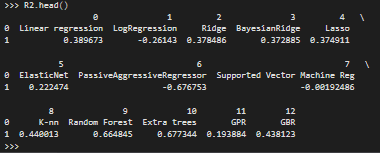 >>> R2.head()
0 1 2 3 4 \
0 Linear regression LogRegression Ridge BayesianRidge Lasso
1 0.389673 -0.26143 0.378486 0.372885 0.374911
5 6 7 \
0 ElasticNet PassiveAggressiveRegressor Supported Vector Machine Reg
1 0.222474 -0.676753 -0.00192486
8 9 10 11 12
0 K-nn Random Forest Extra trees GPR GBR
1 0.440013 0.664845 0.677344 0.193884 0.438123
>>>